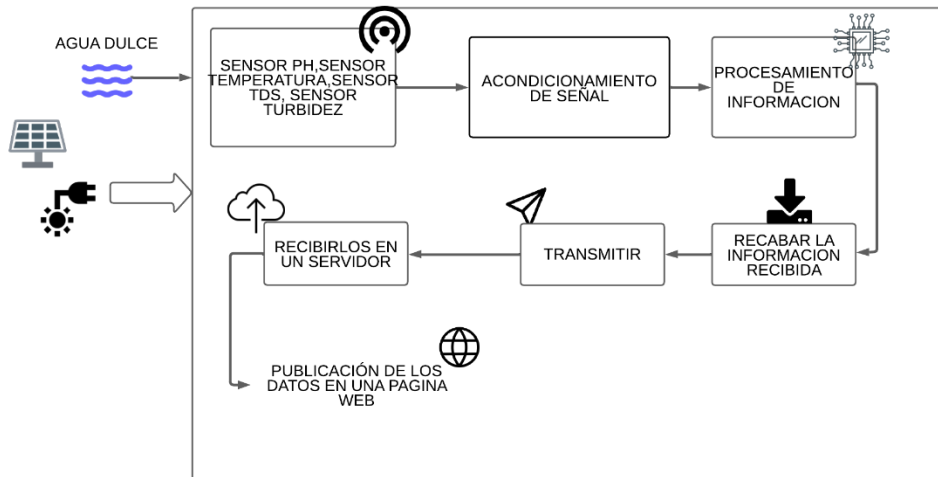 AGUA DULCE
SENSOR PH,SENSOR
TEMPERATURA,SENSOR
TDS, SENSOR
TURBIDEZ
ACONDICIONAMIENTO
DE SEÑAL
PROCESAMIENTO
DE
INFORMACION
RECABAR LA
INFORMACION
RECIBIDA
TRANSMITIR
RECIBIRLOS EN
UN SERVIDOR
PUBLICACIÓN DE LOS
DATOS EN UNA PAGINA
WEB